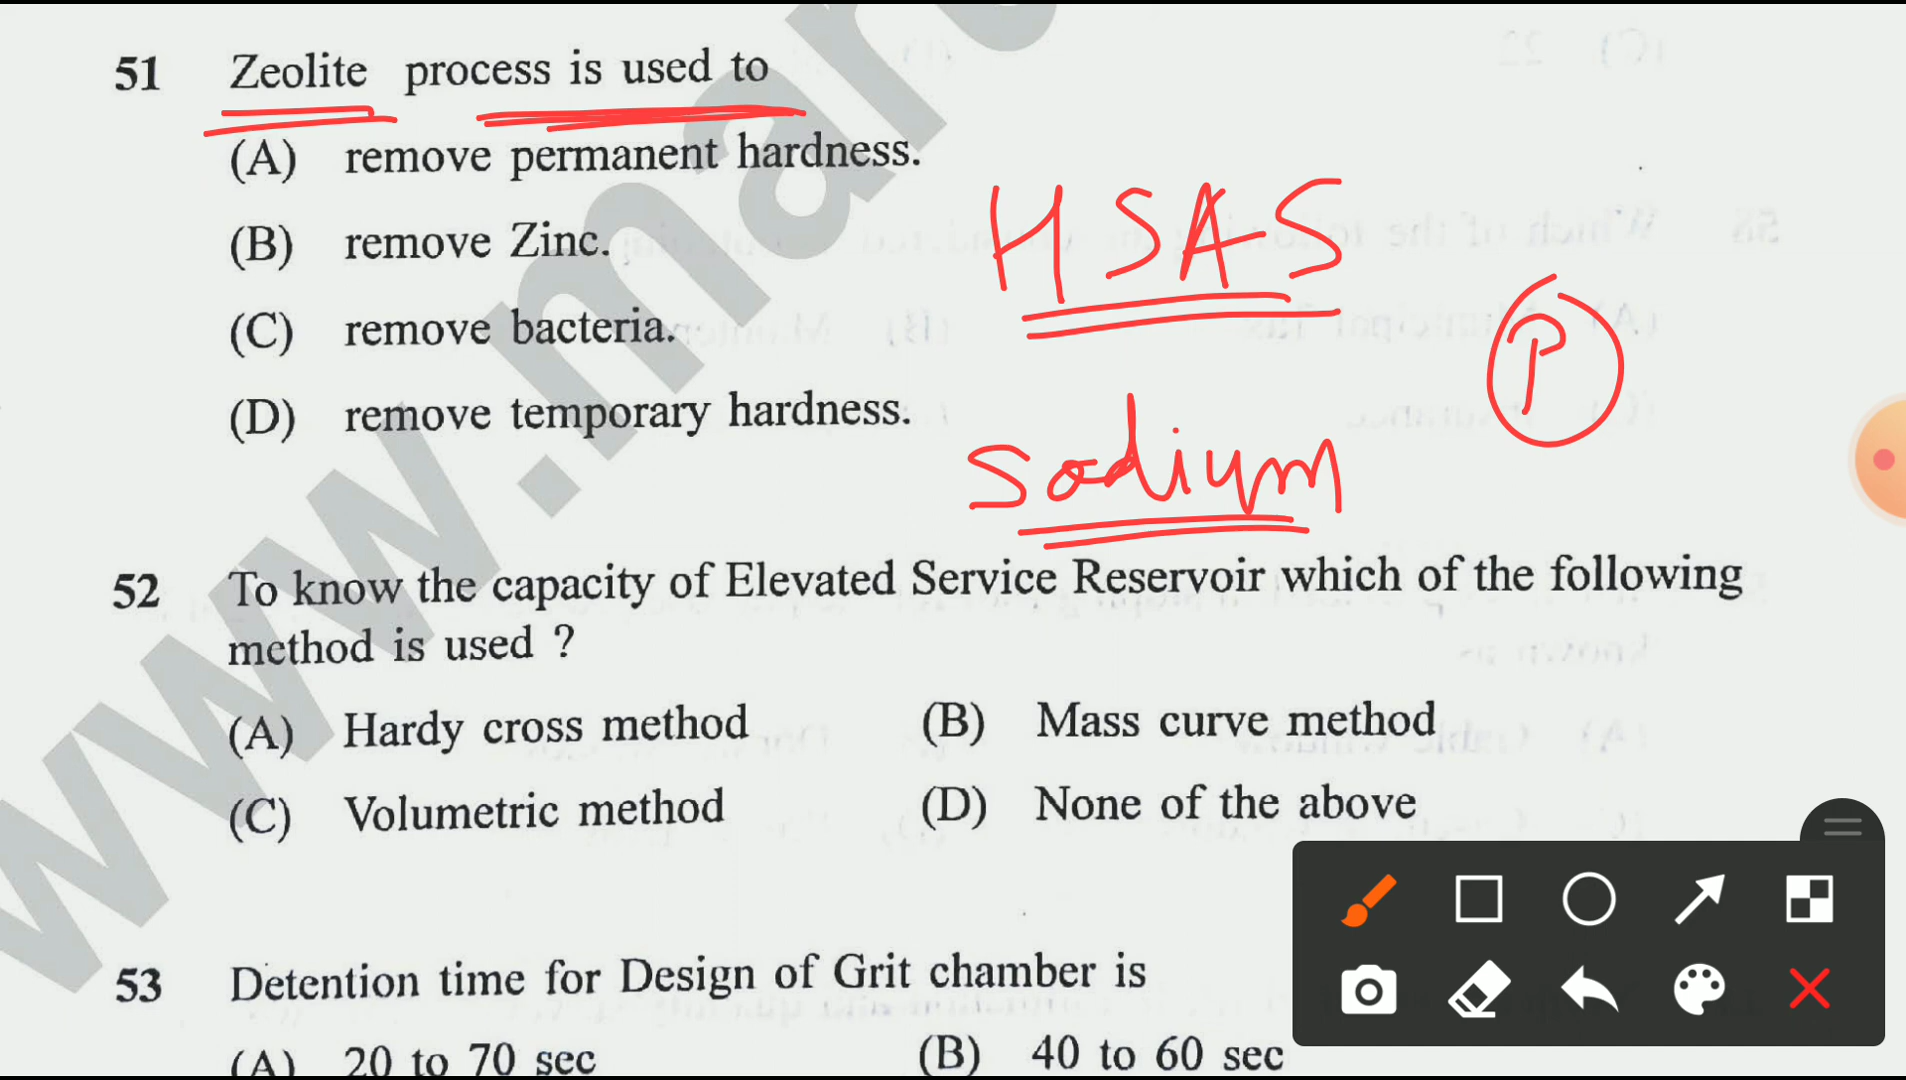 51 Zeolite process is used to
(A) remove permanent hardness.
(B) remove Zinc.
(C) remove bacteria.
(D) remove temporary hardness.
HSAS
P
Sodium
52 To know the capacity of Elevated Service Reservoir which of the following
method is used ?
(A) Hardy cross method (B) Mass curve method
(C) Volumetric method (D) None of the above
53 Detention time for Design of Grit chamber is
(A) 20 to 70 sec (B) 40 to 60 sec
www.mar